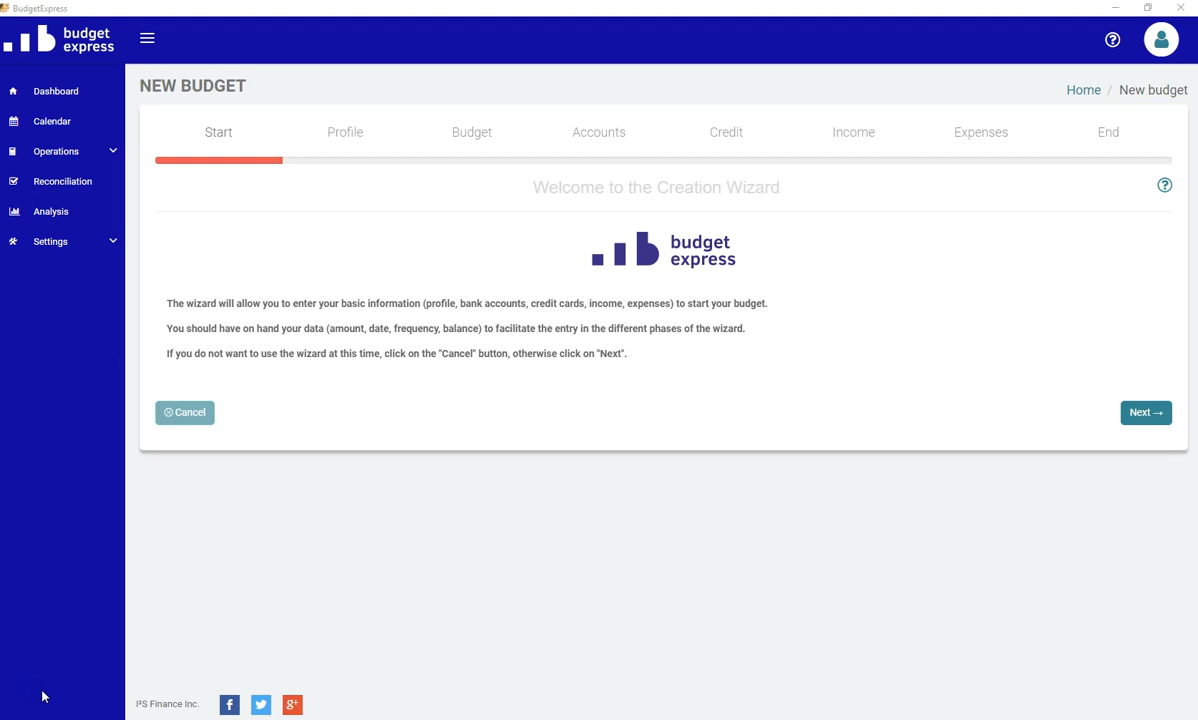 BudgetExpress
budget
express
Dashboard
Calendar
Operations
Reconciliation
Analysis
Settings
NEW BUDGET
Home / New budget
Start Profile Budget Accounts Credit Income Expenses End
Welcome to the Creation Wizard
budget
express
The wizard will allow you to enter your basic information (profile, bank accounts, credit cards, income, expenses) to start your budget.
You should have on hand your data (amount, date, frequency, balance) to facilitate the entry in the different phases of the wizard.
If you do not want to use the wizard at this time, click on the "Cancel" button, otherwise click on "Next".
Cancel
Next →
I²S Finance Inc.